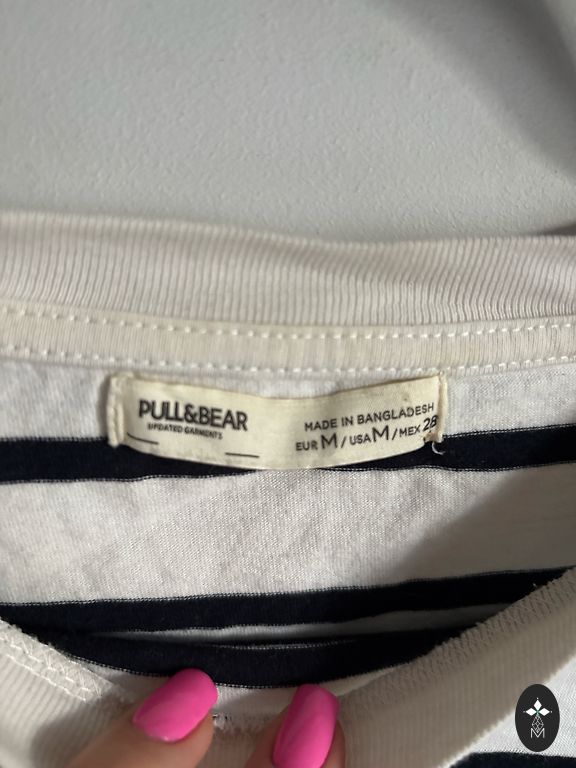 PULL&BEAR
UPDATED GARMENTS
MADE IN BANGLADESH
EUR M / USA M / MEX 28